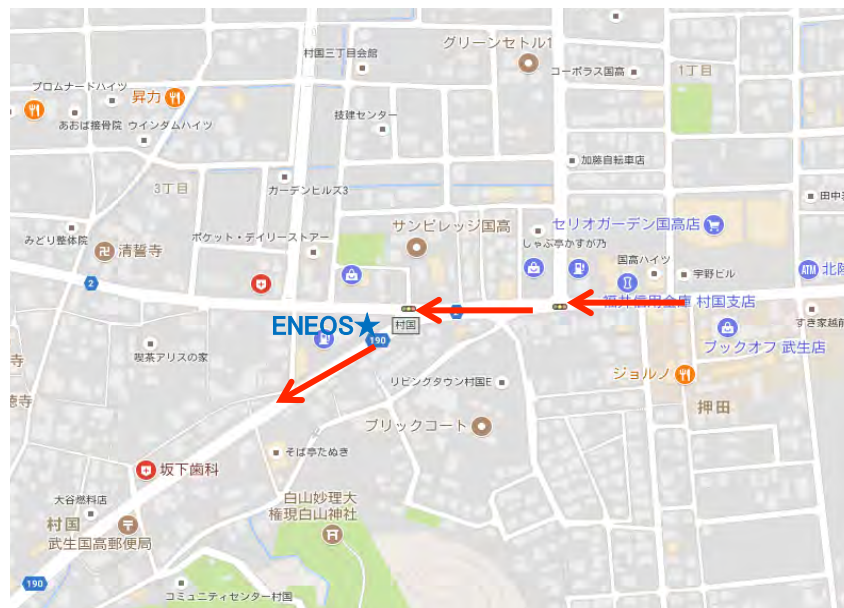 グリーンセトル1
村国三丁目会館
コーポラス国高
1丁目
プロムナードハイツ
昇力
技建センター
あおば接骨院
ウインダムハイツ
加藤自転車店
3丁目
ガーデンヒルズ3
田中
サンビレッジ国高
セリオガーデン国高店
みどり整体院
清誓寺
ポケット・デイリーストアー
しゃぶ亭かすが乃
国高ハイツ
宇野ビル
ATM
北陸
2
福井信用金庫 村国支店
ENEOS★
村国
190
すき家越前
寺
喫茶アリスの家
ブックオフ 武生店
徳寺
リビングタウン村国E
ジョルノ
押田
ブリックコート
坂下歯科
そば亭たぬき
大谷燃料店
白山妙理大
権現白山神社
村国
武生国高郵便局
190
コミュニティセンター村国